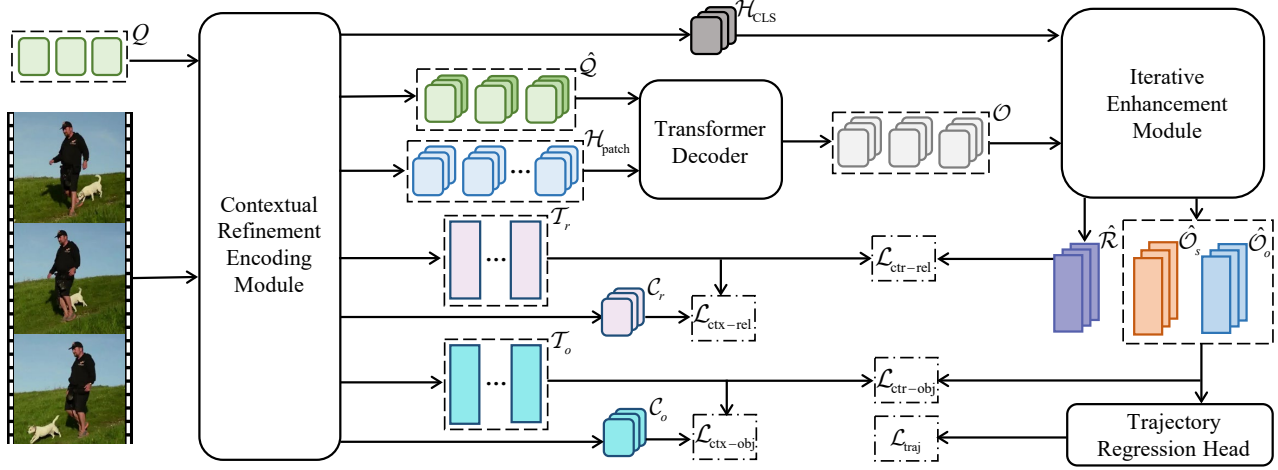 𝒬
Contextual
Refinement
Encoding
Module
ℋ_CLS
𝒬̂
ℋ_patch
Transformer
Decoder
𝒪
Iterative
Enhancement
Module
𝒯_r
...
𝒞_r
ℒ_ctr−rel
ℒ_ctx−rel
ℛ̂
𝒪̂_s
𝒪̂_o
𝒯_o
...
𝒞_o
ℒ_ctr−obj
ℒ_ctx−obj
ℒ_traj
Trajectory
Regression Head